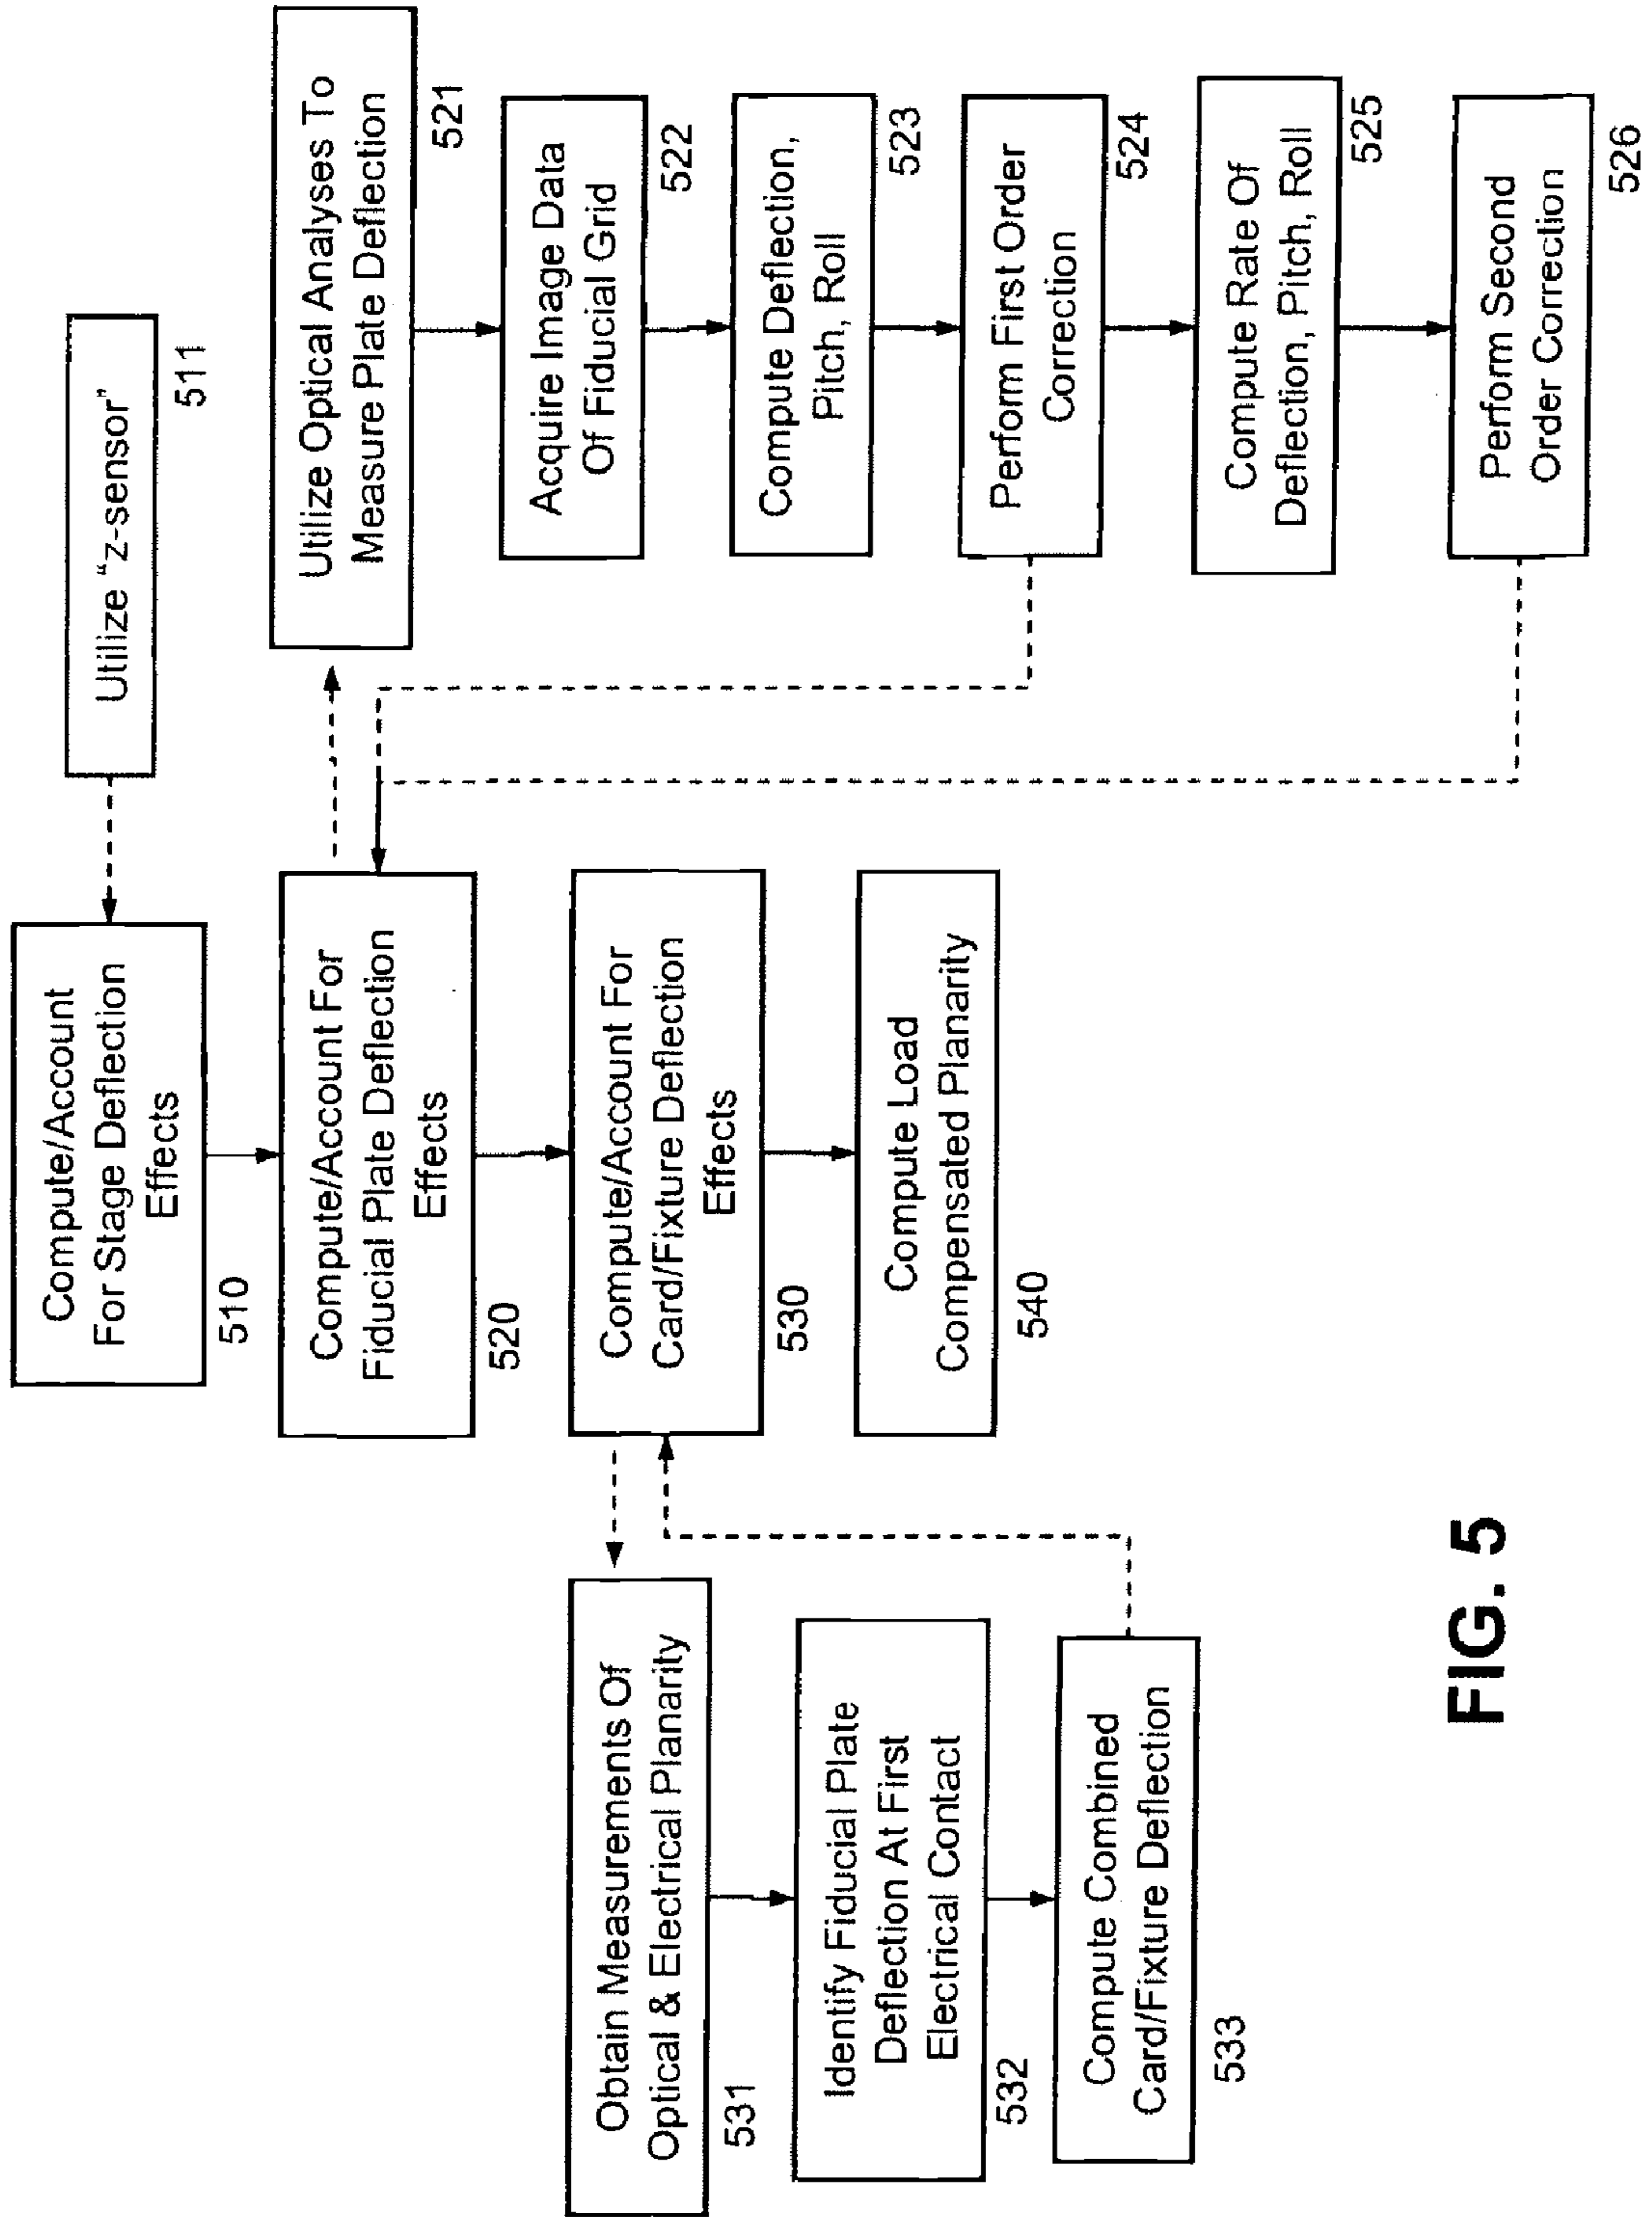 Compute/Account
For Stage Deflection
Effects
510
Utilize “z-sensor”
511
Compute/Account For
Fiducial Plate Deflection
Effects
520
Utilize Optical Analyses To
Measure Plate Deflection
521
Acquire Image Data
Of Fiducial Grid
522
Compute Deflection,
Pitch, Roll
523
Perform First Order
Correction
524
Compute Rate Of
Deflection, Pitch, Roll
525
Perform Second
Order Correction
526
Compute/Account For
Card/Fixture Deflection
Effects
530
Obtain Measurements Of
Optical & Electrical Planarity
531
Identify Fiducial Plate
Deflection At First
Electrical Contact
532
Compute Combined
Card/Fixture Deflection
533
Compute Load
Compensated Planarity
540
FIG. 5